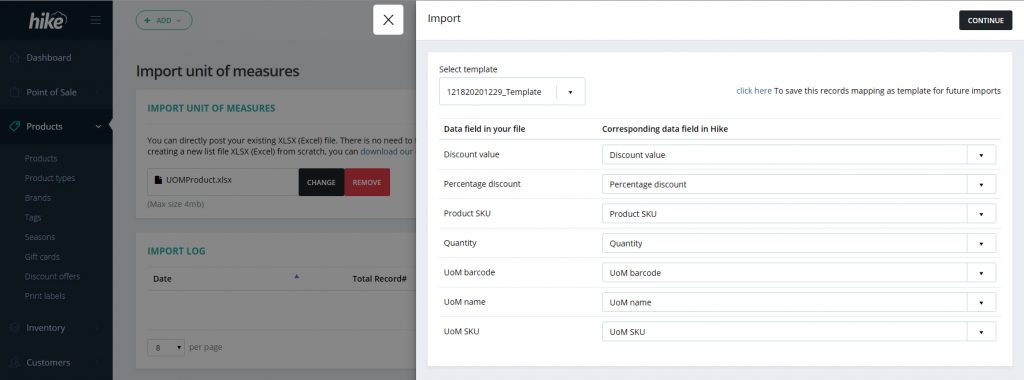 hike
Dashboard
Point of Sale
Products
Products
Product types
Brands
Tags
Seasons
Gift cards
Discount offers
Print labels
Inventory
Customers
+ ADD
Import unit of measures
IMPORT UNIT OF MEASURES
You can directly post your existing XLSX (Excel) file. There is no need to
creating a new list file XLSX (Excel) from scratch, you can download our
UOMProduct.xlsx
CHANGE
REMOVE
(Max size 4mb)
IMPORT LOG
Date
Total Record#
8
per page
Import
CONTINUE
Select template
121820201229_Template
click here To save this records mapping as template for future imports
Data field in your file
Corresponding data field in Hike
Discount value
Discount value
Percentage discount
Percentage discount
Product SKU
Product SKU
Quantity
Quantity
UoM barcode
UoM barcode
UoM name
UoM name
UoM SKU
UoM SKU